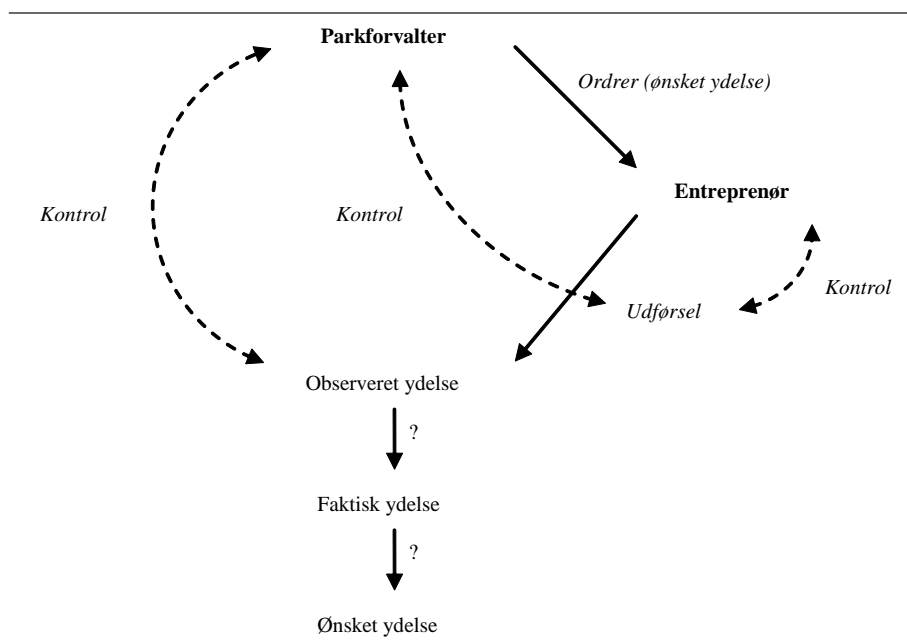 Parkforvalter
Ordrer (ønsket ydelse)
Entreprenør
Kontrol
Kontrol
Kontrol
Udførsel
Observeret ydelse
?
Faktisk ydelse
?
Ønsket ydelse